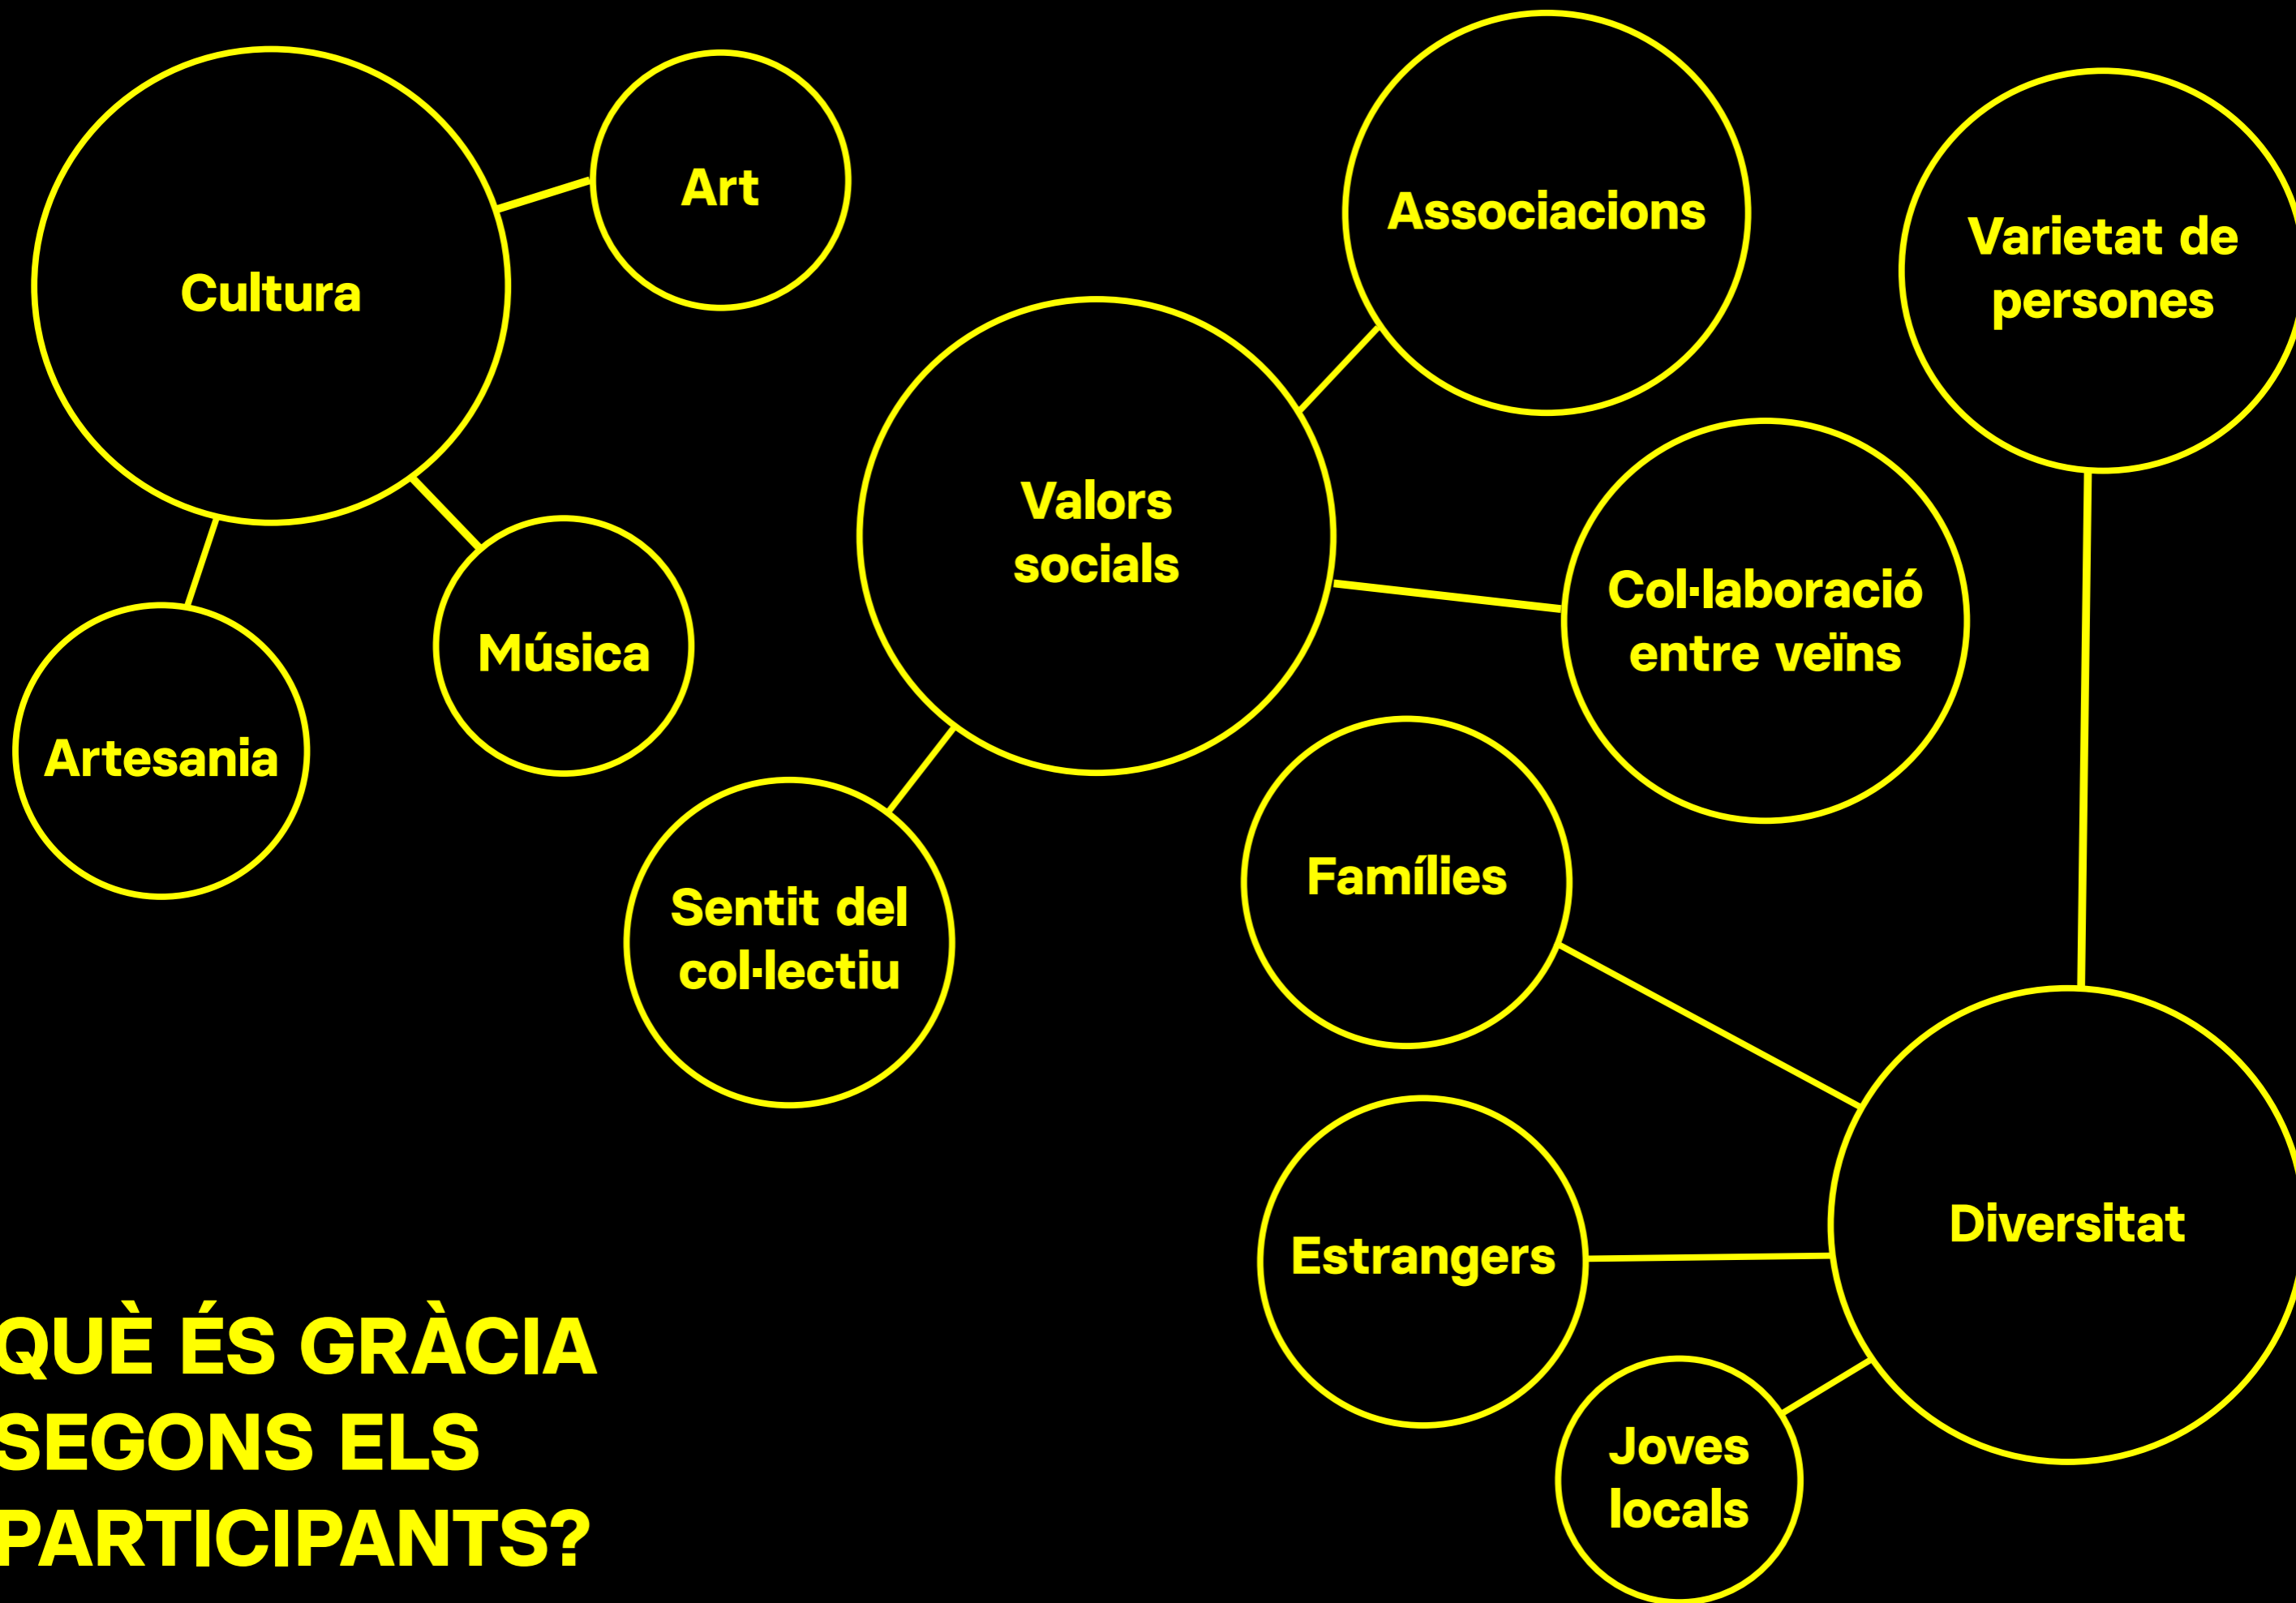 Cultura
Art
Música
Artesania
Valors
socials
Associacions
Col·laboració
entre veïns
Sentit del
col·lectiu
Varietat de
persones
Famílies
Estrangers
Diversitat
Joves
locals
QUÈ ÉS GRÀCIA
SEGONS ELS
PARTICIPANTS?